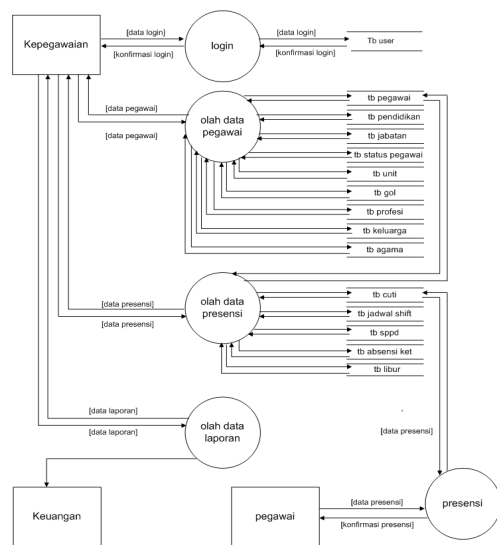 Kepegawaian
[data login]
[konfirmasi login]
login
[data login]
[konfirmasi login]
Tb user
[data pegawai]
[data pegawai]
olah data
pegawai
tb pegawai
tb pendidikan
tb jabatan
tb status pegawai
tb unit
tb gol
tb profesi
tb keluarga
tb agama
[data presensi]
[data presensi]
olah data
presensi
tb cuti
tb jadwal shift
tb sppd
tb absensi ket
tb libur
[data laporan]
[data laporan]
olah data
laporan
[data presensi]
Keuangan
pegawai
[data presensi]
[konfirmasi presensi]
presensi